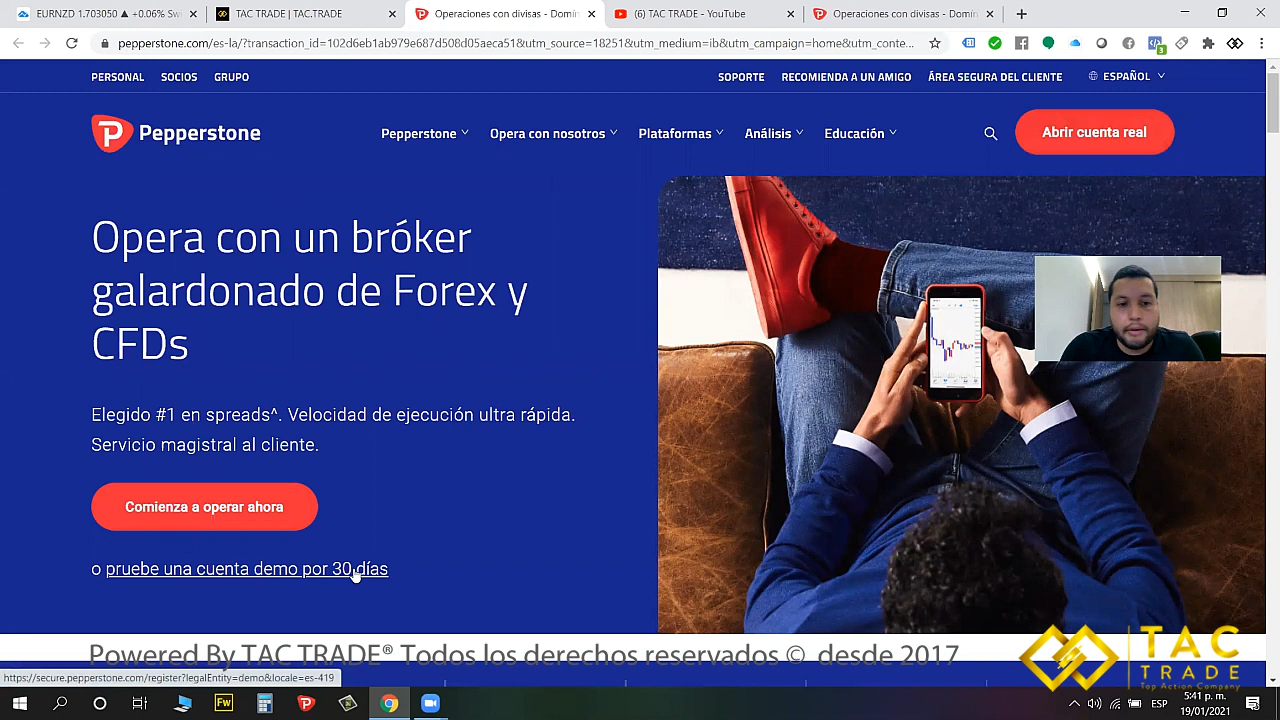 EURNZD 1.703050 ▲ +0.06% Sw
TAC TRADE | TAC.TRADE
Operaciones con divisas - Domin
(6) TAC TRADE - YouTube
Operaciones con divisas - Domin
pepperstone.com/es-la/?transaction_id=102d6eb1ab979e687d508d05aeca51&utm_source=18251&utm_medium=ib&utm_campaign=home&utm_conte...
3
PERSONAL SOCIOS GRUPO
SOPORTE RECOMIENDA A UN AMIGO ÁREA SEGURA DEL CLIENTE ESPAÑOL
Pepperstone
Pepperstone Opera con nosotros Plataformas Análisis Educación
Abrir cuenta real
Opera con un bróker
galardonado de Forex y
CFDs
Elegido #1 en spreads^. Velocidad de ejecución ultra rápida.
Servicio magistral al cliente.
Comienza a operar ahora
o pruebe una cuenta demo por 30 días
Powered By TAC TRADE® Todos los derechos reservados © desde 2017
TAC
TRADE
Top Action Company
https://secure.pepperstone.com/register?legalEntity=demo&locale=es-419
Fw
ESP
5:41 p. m.
19/01/2021